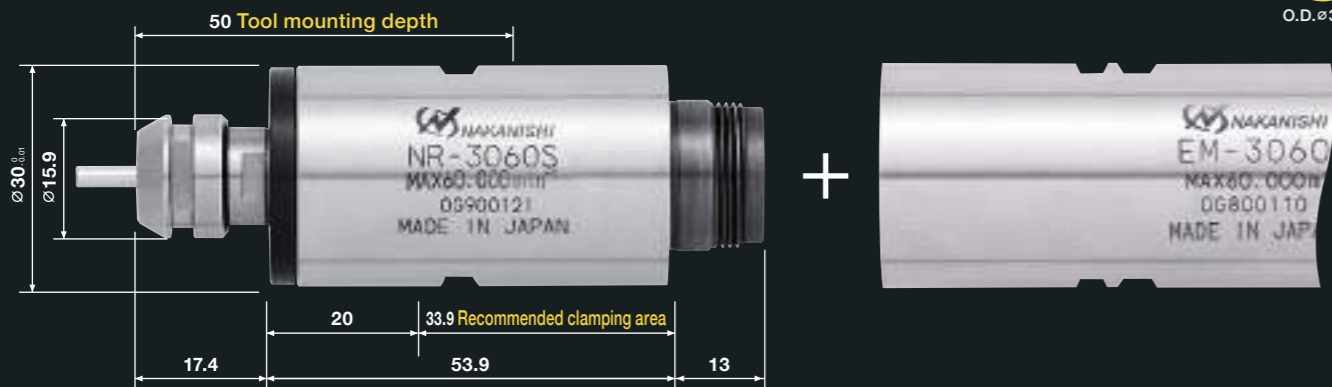 50 Tool mounting depth
O.D.ø3
ø30 0 -0.01
ø15.9
NAKANISHI
NR-3060S
MAX60.000min⁻¹
0G900121
MADE IN JAPAN
+
NAKANISHI
EM-3060
MAX60.000m
0G800110
MADE IN JAPA
20
33.9 Recommended clamping area
17.4
53.9
13